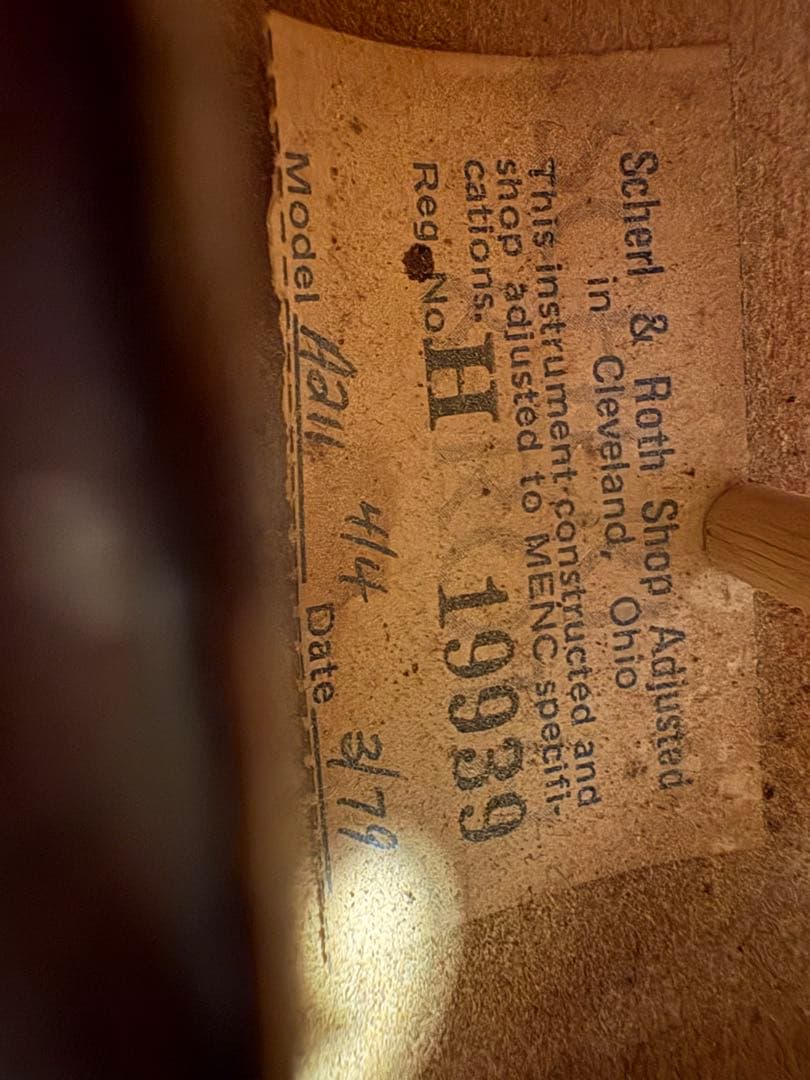 Scherl & Roth Shop Adjusted
in Cleveland, Ohio
This instrument constructed and
shop adjusted to MENC specifi-
cations.
Reg. No. H 19939
4/4 3/79
Model Date